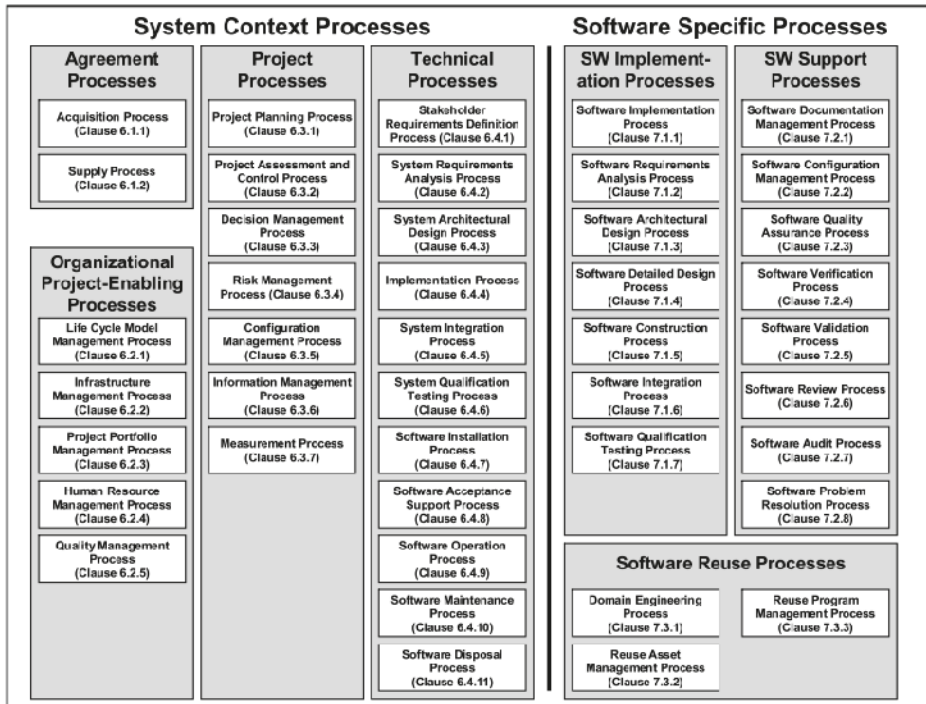 System Context Processes
Software Specific Processes
Agreement
Processes
Acquisition Process
(Clause 6.1.1)
Supply Process
(Clause 6.1.2)
Organizational
Project-Enabling
Processes
Life Cycle Model
Management Process
(Clause 6.2.1)
Infrastructure
Management Process
(Clause 6.2.2)
Project Portfolio
Management Process
(Clause 6.2.3)
Human Resource
Management Process
(Clause 6.2.4)
Quality Management
Process
(Clause 6.2.5)
Project
Processes
Project Planning Process
(Clause 6.3.1)
Project Assessment and
Control Process
(Clause 6.3.2)
Decision Management
Process
(Clause 6.3.3)
Risk Management
Process (Clause 6.3.4)
Configuration
Management Process
(Clause 6.3.5)
Information Management
Process
(Clause 6.3.6)
Measurement Process
(Clause 6.3.7)
Technical
Processes
Stakeholder
Requirements Definition
Process (Clause 6.4.1)
System Requirements
Analysis Process
(Clause 6.4.2)
System Architectural
Design Process
(Clause 6.4.3)
Implementation Process
(Clause 6.4.4)
System Integration
Process
(Clause 6.4.5)
System Qualification
Testing Process
(Clause 6.4.6)
Software Installation
Process
(Clause 6.4.7)
Software Acceptance
Support Process
(Clause 6.4.8)
Software Operation
Process
(Clause 6.4.9)
Software Maintenance
Process
(Clause 6.4.10)
Software Disposal
Process
(Clause 6.4.11)
SW Implement-
ation Processes
Software Implementation
Process
(Clause 7.1.1)
Software Requirements
Analysis Process
(Clause 7.1.2)
Software Architectural
Design Process
(Clause 7.1.3)
Software Detailed Design
Process
(Clause 7.1.4)
Software Construction
Process
(Clause 7.1.5)
Software Integration
Process
(Clause 7.1.6)
Software Qualification
Testing Process
(Clause 7.1.7)
SW Support
Processes
Software Documentation
Management Process
(Clause 7.2.1)
Software Configuration
Management Process
(Clause 7.2.2)
Software Quality
Assurance Process
(Clause 7.2.3)
Software Verification
Process
(Clause 7.2.4)
Software Validation
Process
(Clause 7.2.5)
Software Review Process
(Clause 7.2.6)
Software Audit Process
(Clause 7.2.7)
Software Problem
Resolution Process
(Clause 7.2.8)
Software Reuse Processes
Domain Engineering
Process
(Clause 7.3.1)
Reuse Asset
Management Process
(Clause 7.3.2)
Reuse Program
Management Process
(Clause 7.3.3)